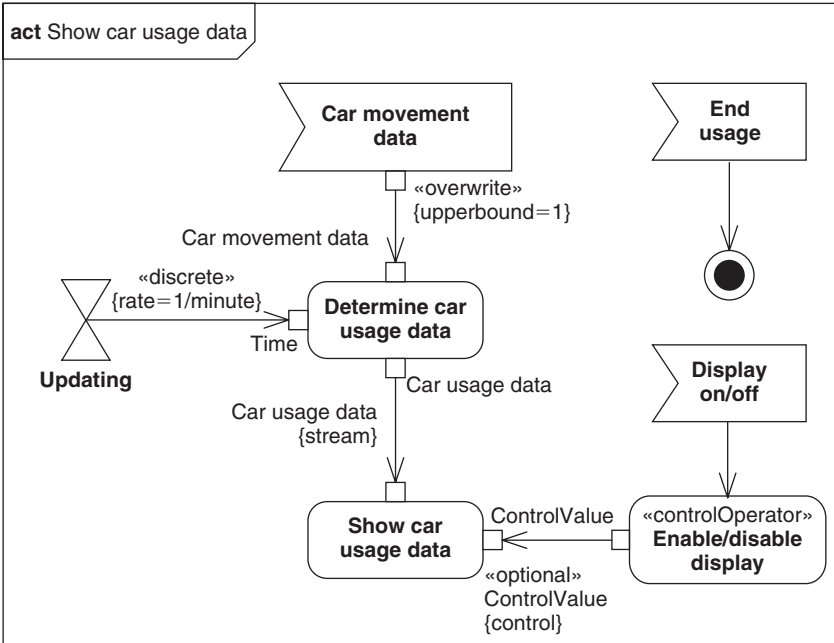 act Show car usage data
Car movement
data
End
usage
«overwrite»
{upperbound=1}
Car movement data
«discrete»
{rate=1/minute}
Determine car
usage data
Time
Updating
Car usage data
Car usage data
{stream}
Display
on/off
Show car
usage data
ControlValue
«controlOperator»
Enable/disable
display
«optional»
ControlValue
{control}